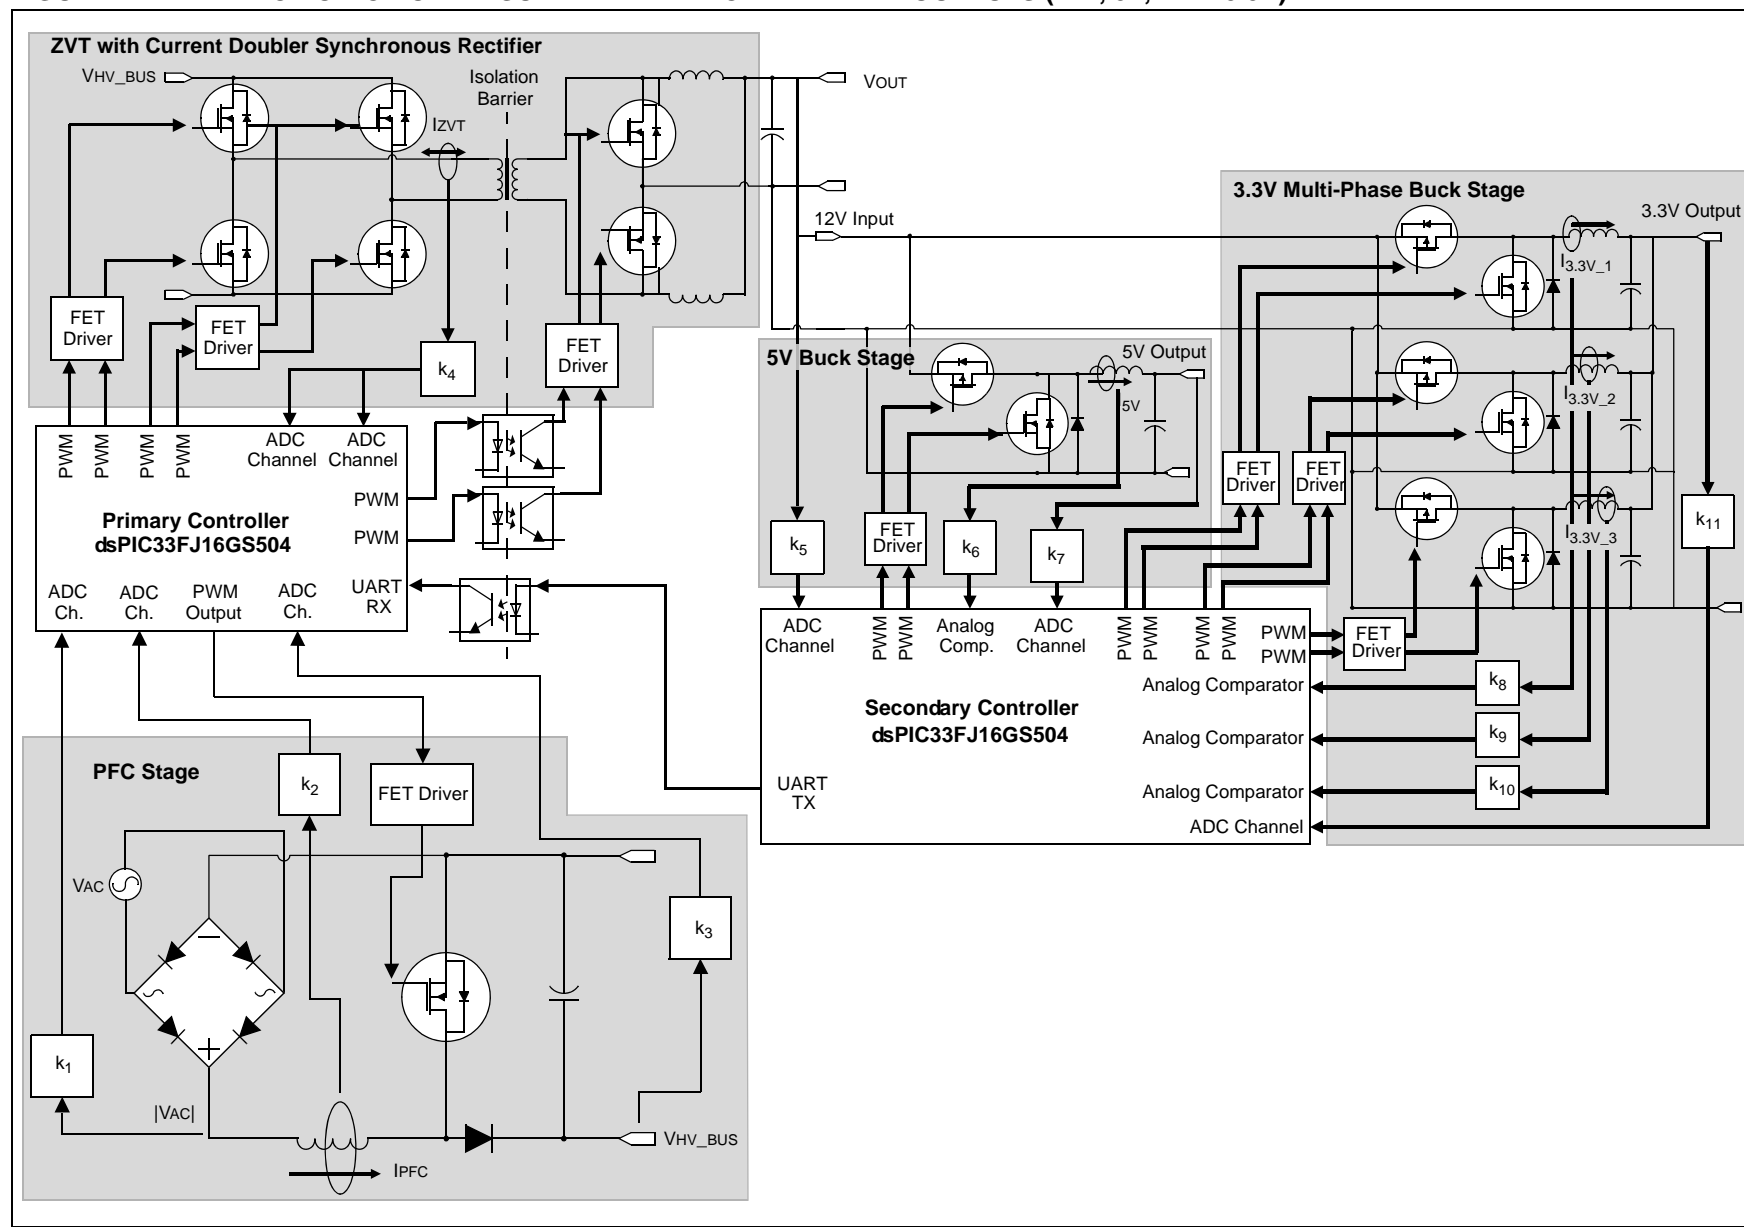 ZVT with Current Doubler Synchronous Rectifier
VHV_BUS
Isolation
Barrier
IZVT
VOUT
FET
Driver
FET
Driver
k4
FET
Driver
12V Input
3.3V Multi-Phase Buck Stage
3.3V Output
I3.3V_1
I3.3V_2
I3.3V_3
FET
Driver
FET
Driver
k11
5V Buck Stage
5V Output
5V
k5
FET
Driver
k6
k7
PWM
PWM
PWM
PWM
ADC
Channel
ADC
Channel
PWM
PWM
Primary Controller
dsPIC33FJ16GS504
ADC
Ch.
ADC
Ch.
PWM
Output
ADC
Ch.
UART
RX
ADC
Channel
PWM
PWM
Analog
Comp.
ADC
Channel
PWM
PWM
PWM
PWM
PWM
PWM
FET
Driver
Analog Comparator
k8
Secondary Controller
dsPIC33FJ16GS504
Analog Comparator
k9
UART
TX
Analog Comparator
k10
ADC Channel
PFC Stage
k2
FET Driver
VAC
k3
k1
|VAC|
VHV_BUS
IPFC